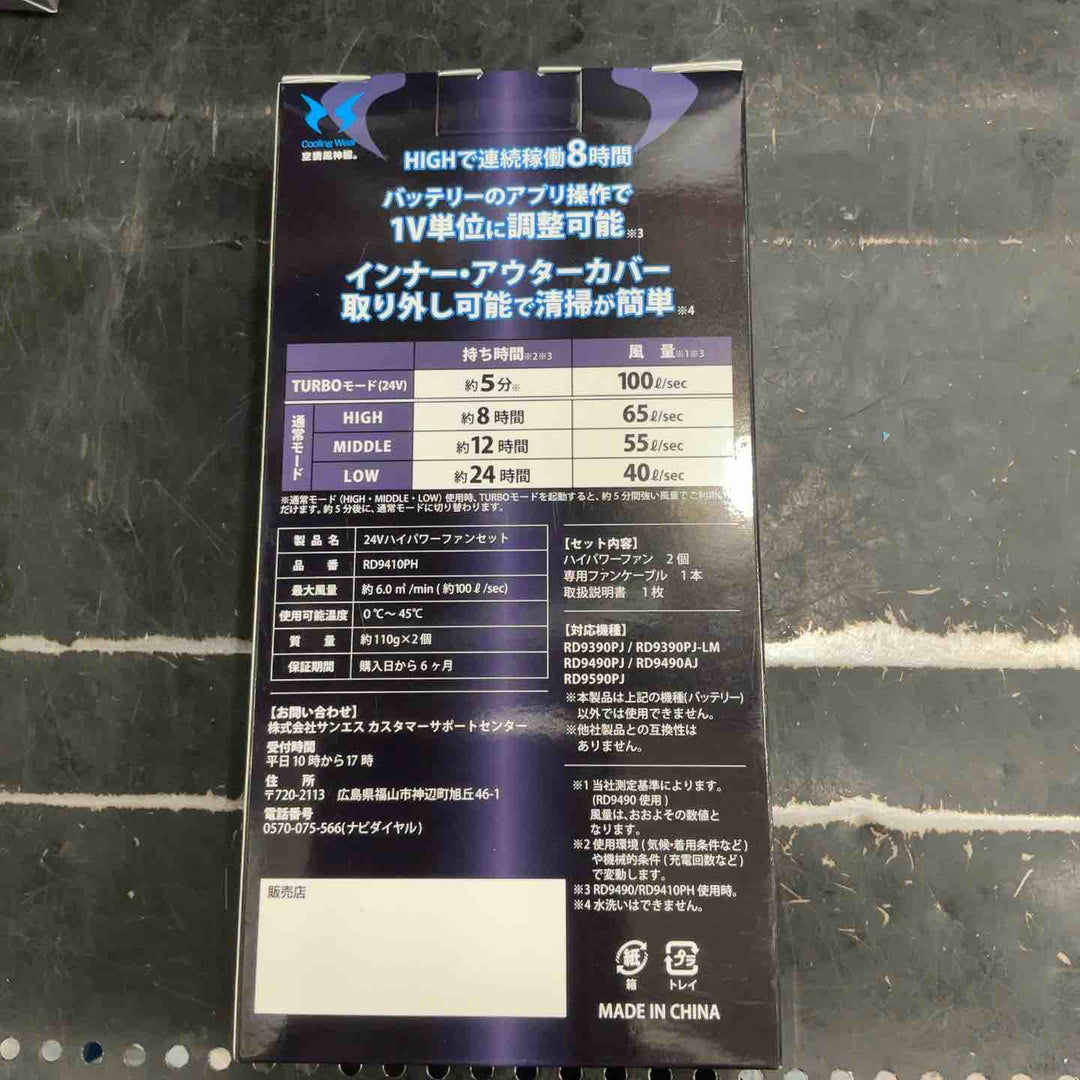 Cooling Wear
空調風神服。
HIGHで連続稼働8時間
バッテリーのアプリ操作で
1V単位に調整可能※3
インナー・アウターカバー
取り外し可能で清掃が簡単※4
持ち時間※2※3 風 量※1※3
TURBOモード(24V) 約5分※ 100ℓ/sec
通常モード
HIGH 約8時間 65ℓ/sec
MIDDLE 約12時間 55ℓ/sec
LOW 約24時間 40ℓ/sec
※通常モード（HIGH・MIDDLE・LOW）使用時、TURBOモードを起動すると、約5分間強い風量でご利用い
ただけます。約5分後に、通常モードに切り替わります。
製品名 24Vハイパワーファンセット
品 番 RD9410PH
最大風量 約6.0㎥/min (約100ℓ/sec)
使用可能温度 0℃～45℃
質 量 約110g×2個
保証期間 購入日から6ヶ月
【お問い合わせ】
株式会社サンエス カスタマーサポートセンター
受付時間
平日10時から17時
住 所
〒720-2113 広島県福山市神辺町旭丘46-1
電話番号
0570-075-566(ナビダイヤル)
販売店
【セット内容】
ハイパワーファン 2個
専用ファンケーブル 1本
取扱説明書 1枚
【対応機種】
RD9390PJ / RD9390PJ-LM
RD9490PJ / RD9490AJ
RD9590PJ
※本製品は上記の機種(バッテリー)
以外では使用できません。
※他社製品との互換性は
ありません。
※1 当社測定基準によります。
(RD9490使用)
風量は、おおよその数値と
なります。
※2 使用環境(気候・着用条件など)
や機械的条件(充電回数など)
で変動します。
※3 RD9490/RD9410PH使用時。
※4 水洗いはできません。
紙 プラ
箱 トレイ
MADE IN CHINA